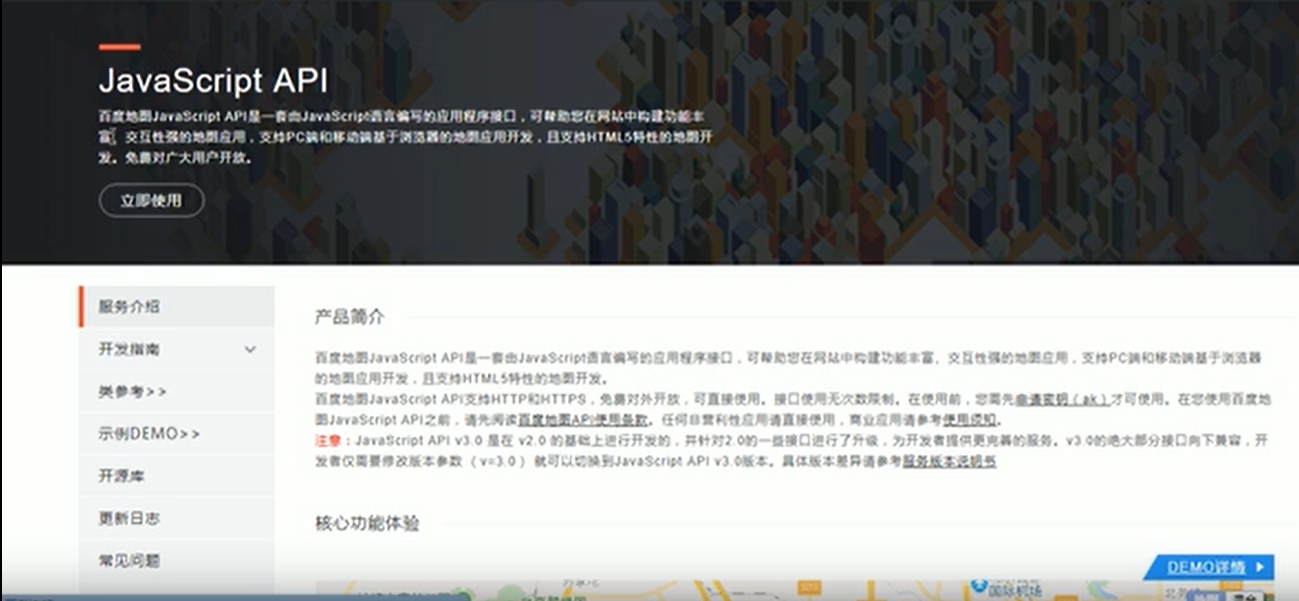 JavaScript API
百度地图JavaScript API是一套由JavaScript语言编写的应用程序接口，可帮助您在网站中构建功能丰
富、交互性强的地图应用，支持PC端和移动端基于浏览器的地图应用开发，且支持HTML5特性的地图开
发。免费对广大用户开放。
立即使用
服务介绍
开发指南
类参考>>
示例DEMO>>
开源库
更新日志
常见问题
产品简介
百度地图JavaScript API是一套由JavaScript语言编写的应用程序接口，可帮助您在网站中构建功能丰富、交互性强的地图应用，支持PC端和移动端基于浏览器
的地图应用开发，且支持HTML5特性的地图开发。
百度地图JavaScript API支持HTTP和HTTPS，免费对外开放，可直接使用。接口使用无次数限制。在使用前，您需先申请密钥（ak）才可使用。在您使用百度地
图JavaScript API之前，请先阅读百度地图API使用条款。任何非营利性应用请直接使用，商业应用请参考使用须知。
注意：JavaScript API v3.0 是在 v2.0 的基础上进行开发的，并针对2.0的一些接口进行了升级，为开发者提供更完善的服务。v3.0的绝大部分接口向下兼容，开
发者仅需要修改版本参数 （v=3.0） 就可以切换到JavaScript API v3.0版本。具体版本差异请参考服务版本说明书
核心功能体验
DEMO详情
国际机场